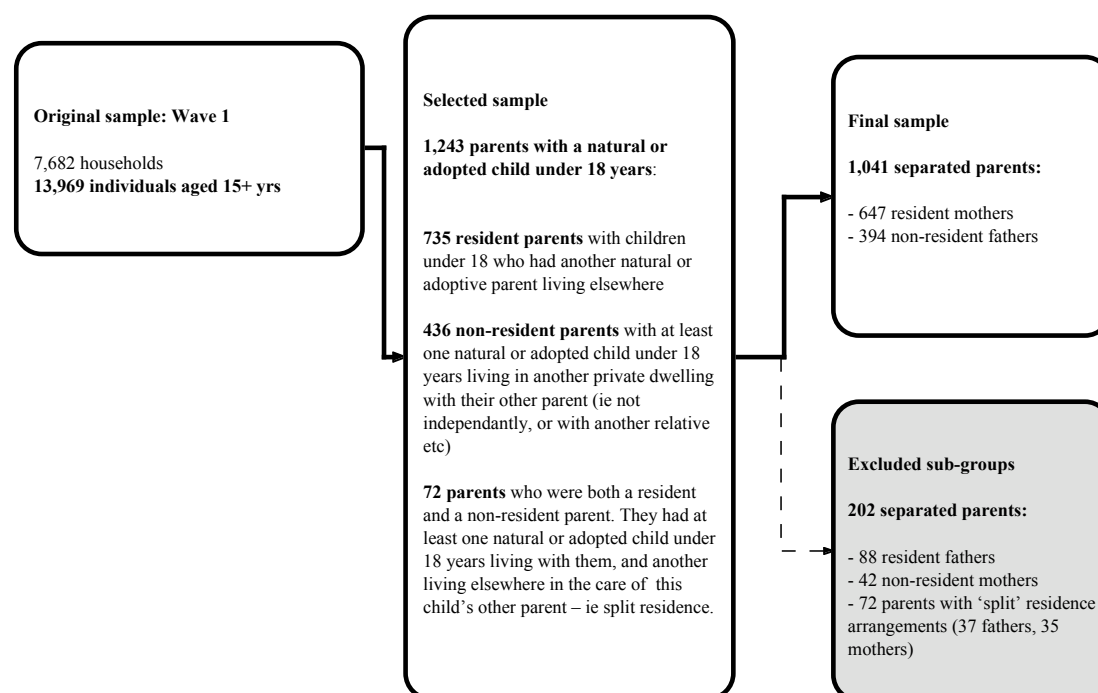 Original sample: Wave 1
7,682 households
13,969 individuals aged 15+ yrs
Selected sample
1,243 parents with a natural or
adopted child under 18 years:
735 resident parents with children
under 18 who had another natural or
adoptive parent living elsewhere
436 non-resident parents with at least
one natural or adopted child under 18
years living in another private dwelling
with their other parent (ie not
independantly, or with another relative
etc)
72 parents who were both a resident
and a non-resident parent. They had at
least one natural or adopted child under
18 years living with them, and another
living elsewhere in the care of this
child’s other parent – ie split residence.
Final sample
1,041 separated parents:
- 647 resident mothers
- 394 non-resident fathers
Excluded sub-groups
202 separated parents:
- 88 resident fathers
- 42 non-resident mothers
- 72 parents with ‘split’ residence
arrangements (37 fathers, 35
mothers)